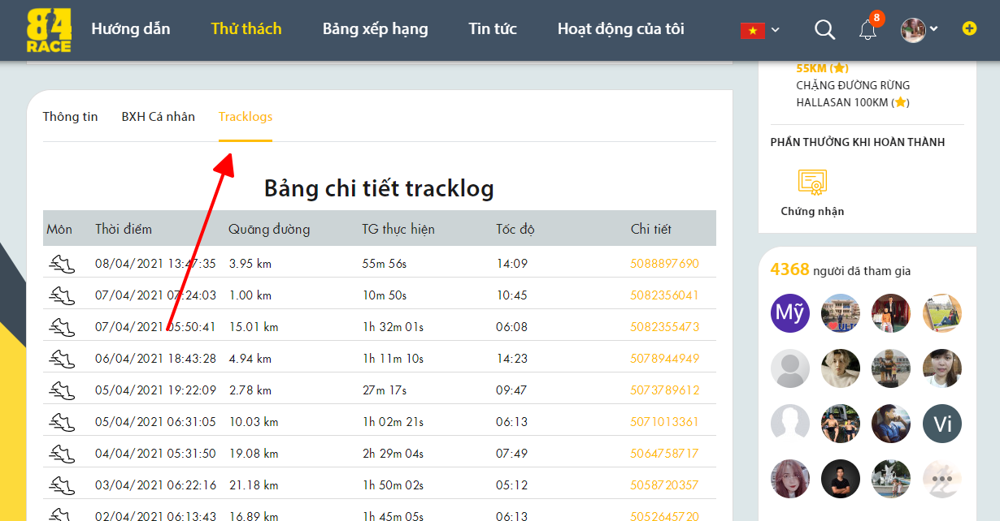 84
RACE
Hướng dẫn Thử thách Bảng xếp hạng Tin tức Hoạt động của tôi
8
55KM (⭐)
CHẶNG ĐƯỜNG RỪNG
HALLASAN 100KM (⭐)
PHẦN THƯỞNG KHI HOÀN THÀNH
Chứng nhận
Thông tin BXH Cá nhân Tracklogs
Bảng chi tiết tracklog
Môn Thời điểm Quãng đường TG thực hiện Tốc độ Chi tiết
08/04/2021 13:47:35 3.95 km 55m 56s 14:09 5088897690
07/04/2021 07:24:03 1.00 km 10m 50s 10:45 5082356041
07/04/2021 05:50:41 15.01 km 1h 32m 01s 06:08 5082355473
06/04/2021 18:43:28 4.94 km 1h 11m 10s 14:23 5078944949
05/04/2021 19:22:09 2.78 km 27m 17s 09:47 5073789612
05/04/2021 06:31:05 10.03 km 1h 02m 21s 06:13 5071013361
04/04/2021 05:31:50 19.08 km 2h 29m 04s 07:49 5064758717
03/04/2021 06:22:16 21.18 km 1h 50m 02s 05:12 5058720357
02/04/2021 06:13:43 16.89 km 1h 45m 05s 06:13 5052645720
4368 người đã tham gia
Mỹ
ULT
Vi